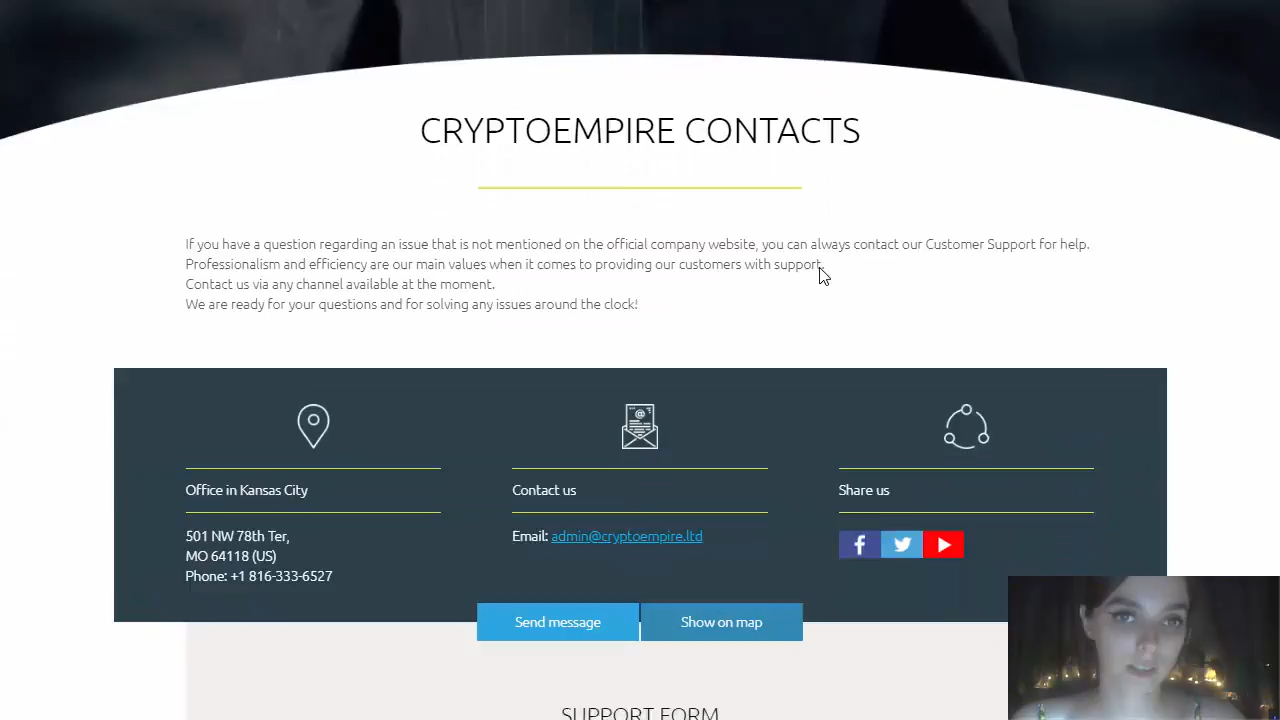 CRYPTOEMPIRE CONTACTS
If you have a question regarding an issue that is not mentioned on the official company website, you can always contact our Customer Support for help.
Professionalism and efficiency are our main values when it comes to providing our customers with support.
Contact us via any channel available at the moment.
We are ready for your questions and for solving any issues around the clock!
Office in Kansas City
501 NW 78th Ter,
MO 64118 (US)
Phone: +1 816-333-6527
Contact us
Email: admin@cryptoempire.ltd
Share us
Send message
Show on map
SUPPORT FORM